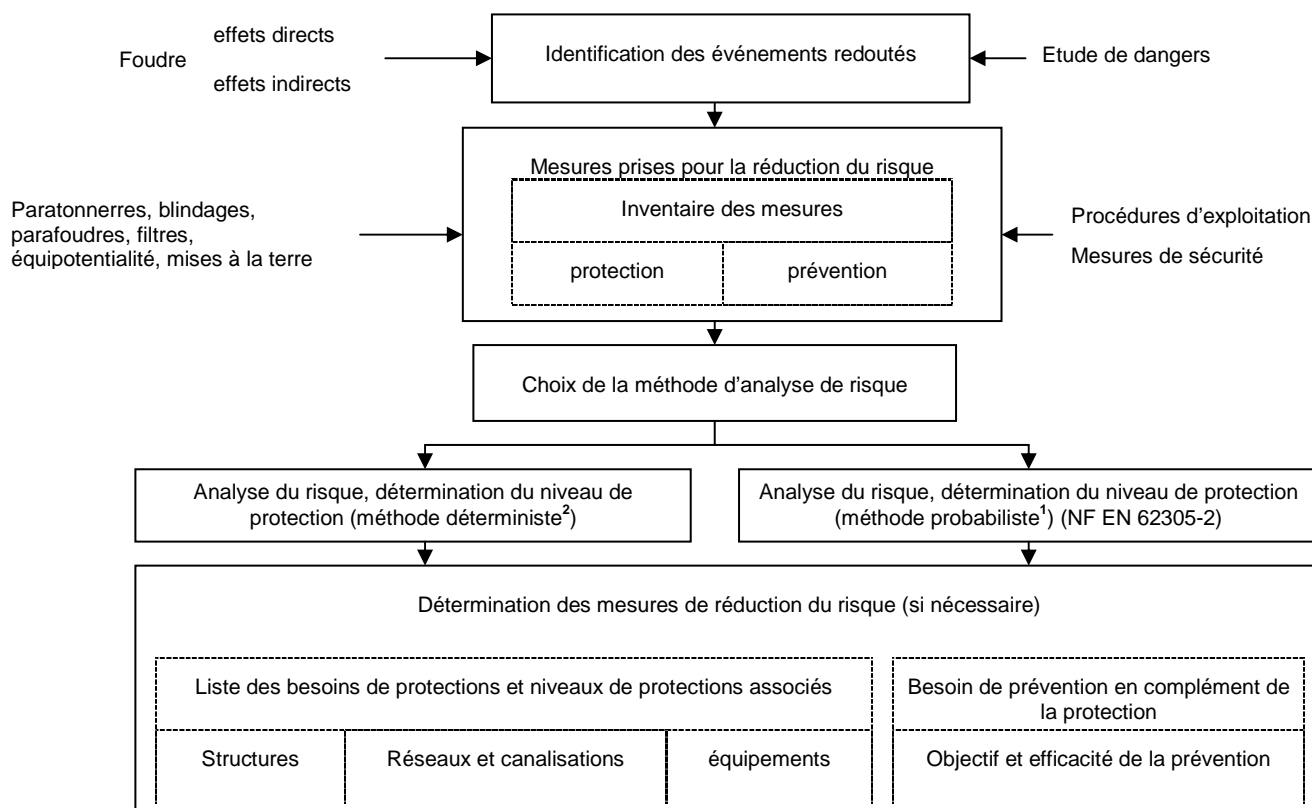 effets directs
Foudre
effets indirects
Identification des événements redoutés
Etude de dangers
Mesures prises pour la réduction du risque
Inventaire des mesures
protection
prévention
Paratonnerres, blindages,
parafoudres, filtres,
équipotentialité, mises à la terre
Procédures d’exploitation
Mesures de sécurité
Choix de la méthode d’analyse de risque
Analyse du risque, détermination du niveau de
protection (méthode déterministe²)
Analyse du risque, détermination du niveau de protection
(méthode probabiliste¹) (NF EN 62305-2)
Détermination des mesures de réduction du risque (si nécessaire)
Liste des besoins de protections et niveaux de protections associés
Structures
Réseaux et canalisations
équipements
Besoin de prévention en complément de
la protection
Objectif et efficacité de la prévention